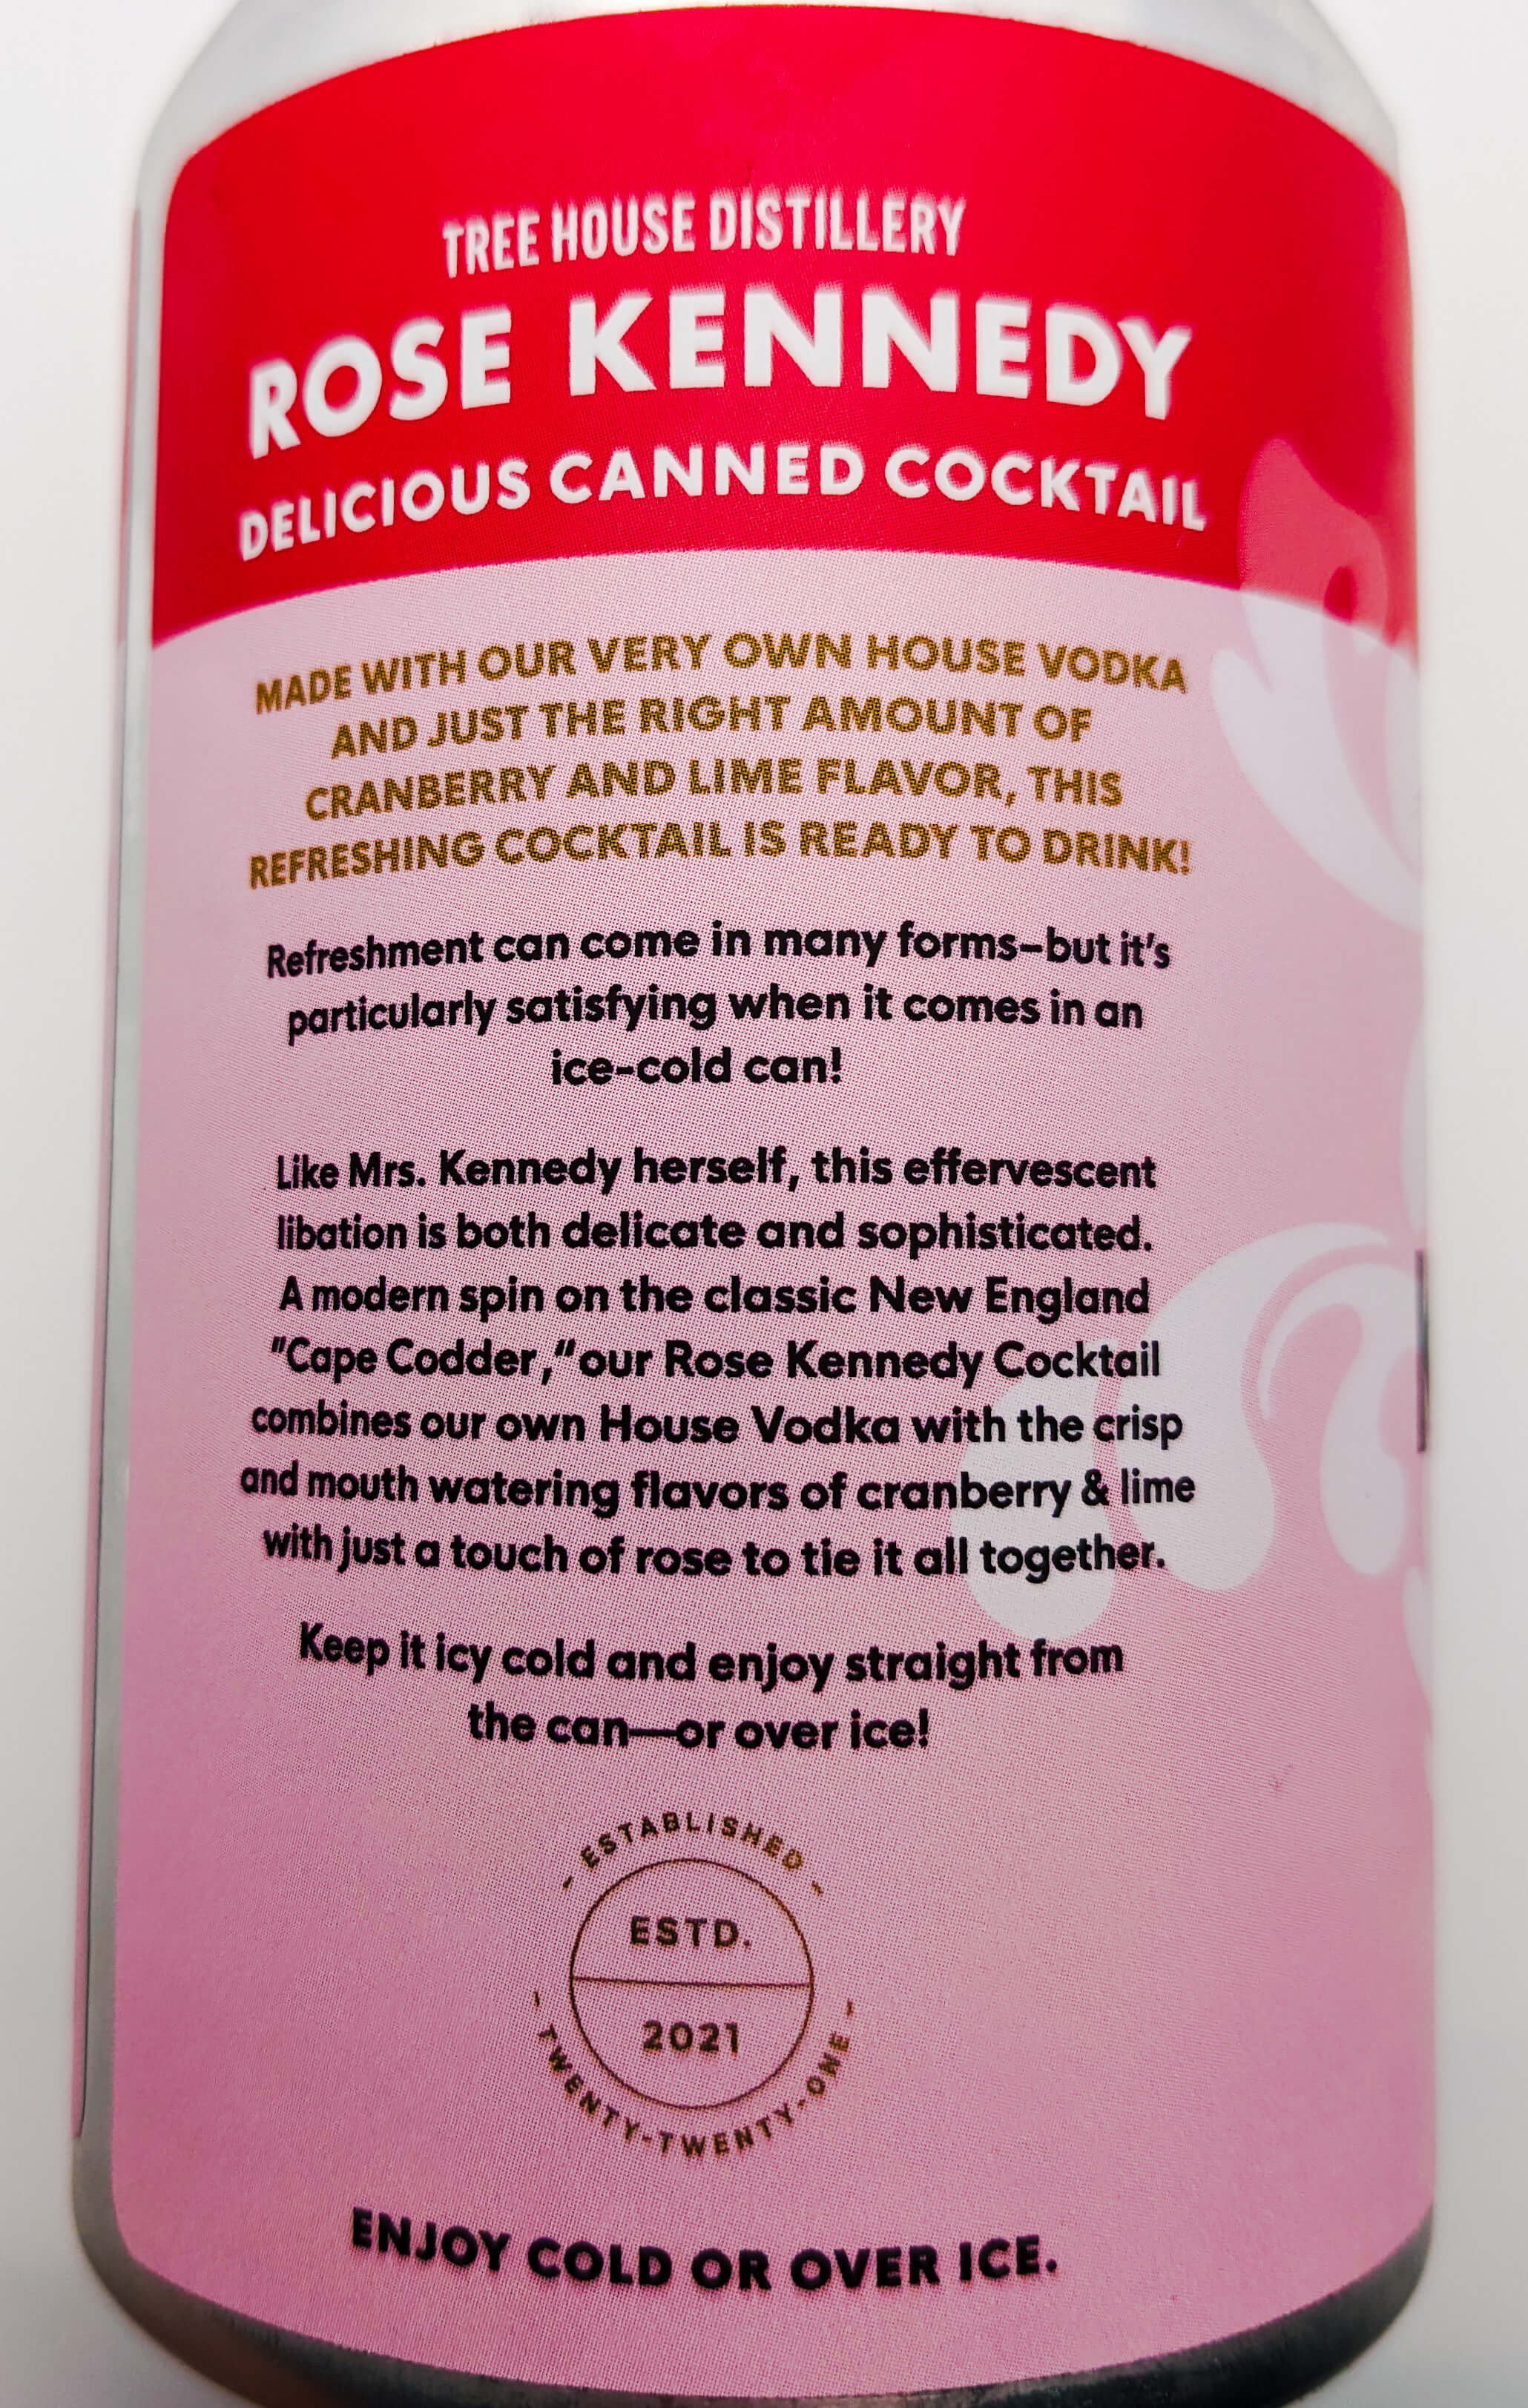 TREE HOUSE DISTILLERY
ROSE KENNEDY
DELICIOUS CANNED COCKTAIL
MADE WITH OUR VERY OWN HOUSE VODKA
AND JUST THE RIGHT AMOUNT OF
CRANBERRY AND LIME FLAVOR, THIS
REFRESHING COCKTAIL IS READY TO DRINK!
Refreshment can come in many forms–but it's
particularly satisfying when it comes in an
ice-cold can!
Like Mrs. Kennedy herself, this effervescent
libation is both delicate and sophisticated.
A modern spin on the classic New England
"Cape Codder,“our Rose Kennedy Cocktail
combines our own House Vodka with the crisp
and mouth watering flavors of cranberry & lime
with just a touch of rose to tie it all together.
Keep it icy cold and enjoy straight from
the can—or over ice!
- ESTABLISHED -
ESTD.
2021
- TWENTY-TWENTY-ONE -
ENJOY COLD OR OVER ICE.